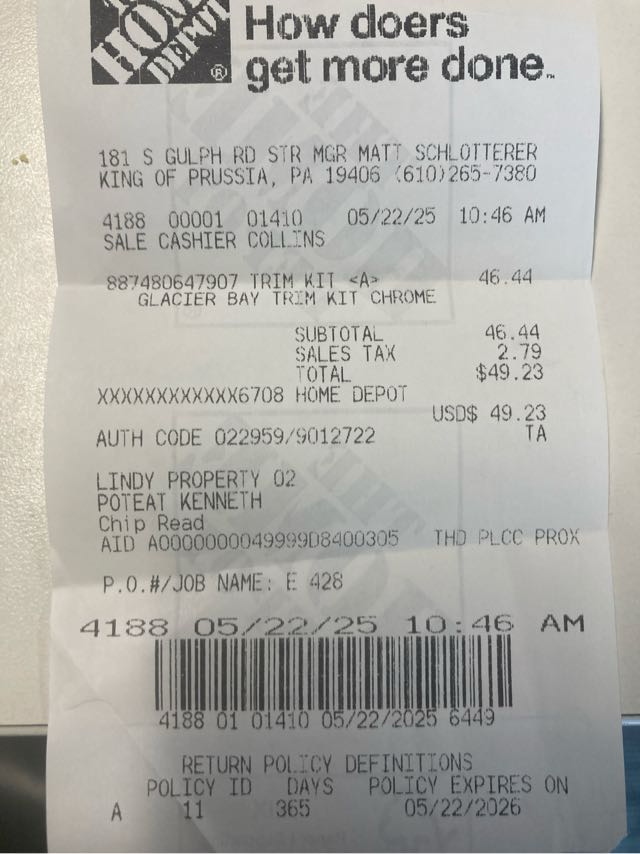 THE HOME DEPOT®
How doers
get more done™
181 S GULPH RD STR MGR MATT SCHLOTTERER
KING OF PRUSSIA, PA 19406 (610)265-7380
4188 00001 01410 05/22/25 10:46 AM
SALE CASHIER COLLINS
887480647907 TRIM KIT <A> 46.44
GLACIER BAY TRIM KIT CHROME
SUBTOTAL 46.44
SALES TAX 2.79
TOTAL $49.23
XXXXXXXXXXXX6708 HOME DEPOT
USD$ 49.23
AUTH CODE 022959/9012722 TA
LINDY PROPERTY 02
POTEAT KENNETH
Chip Read
AID A0000000049999D8400305 THD PLCC PROX
P.O.#/JOB NAME: E 428
4188 05/22/25 10:46 AM
4188 01 01410 05/22/2025 6449
RETURN POLICY DEFINITIONS
POLICY ID DAYS POLICY EXPIRES ON
A 11 365 05/22/2026